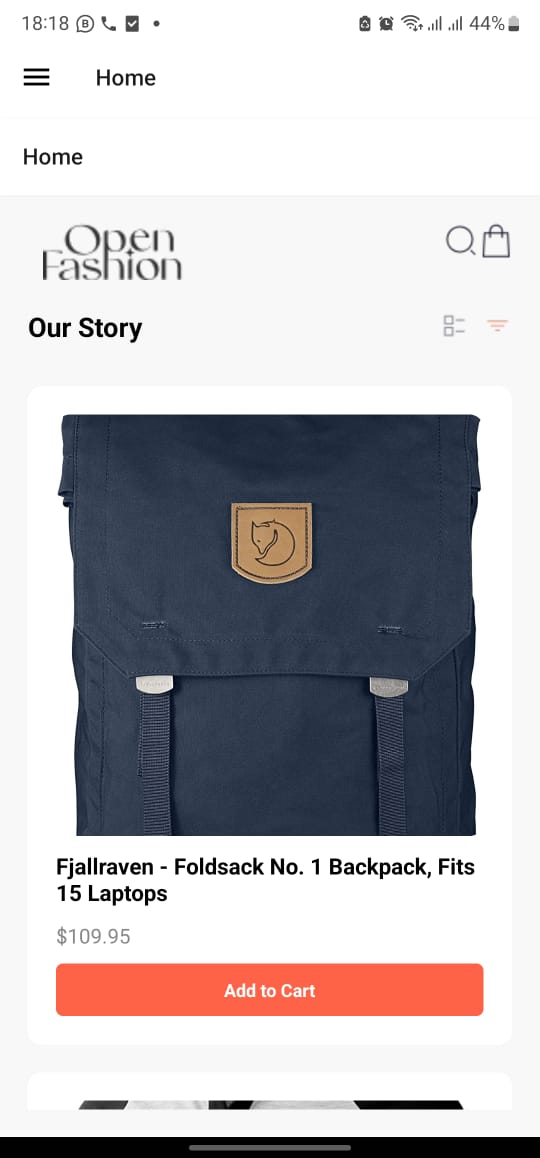 18:18
44%
Home
Home
Open
Fashion
Our Story
Fjallraven - Foldsack No. 1 Backpack, Fits
15 Laptops
$109.95
Add to Cart